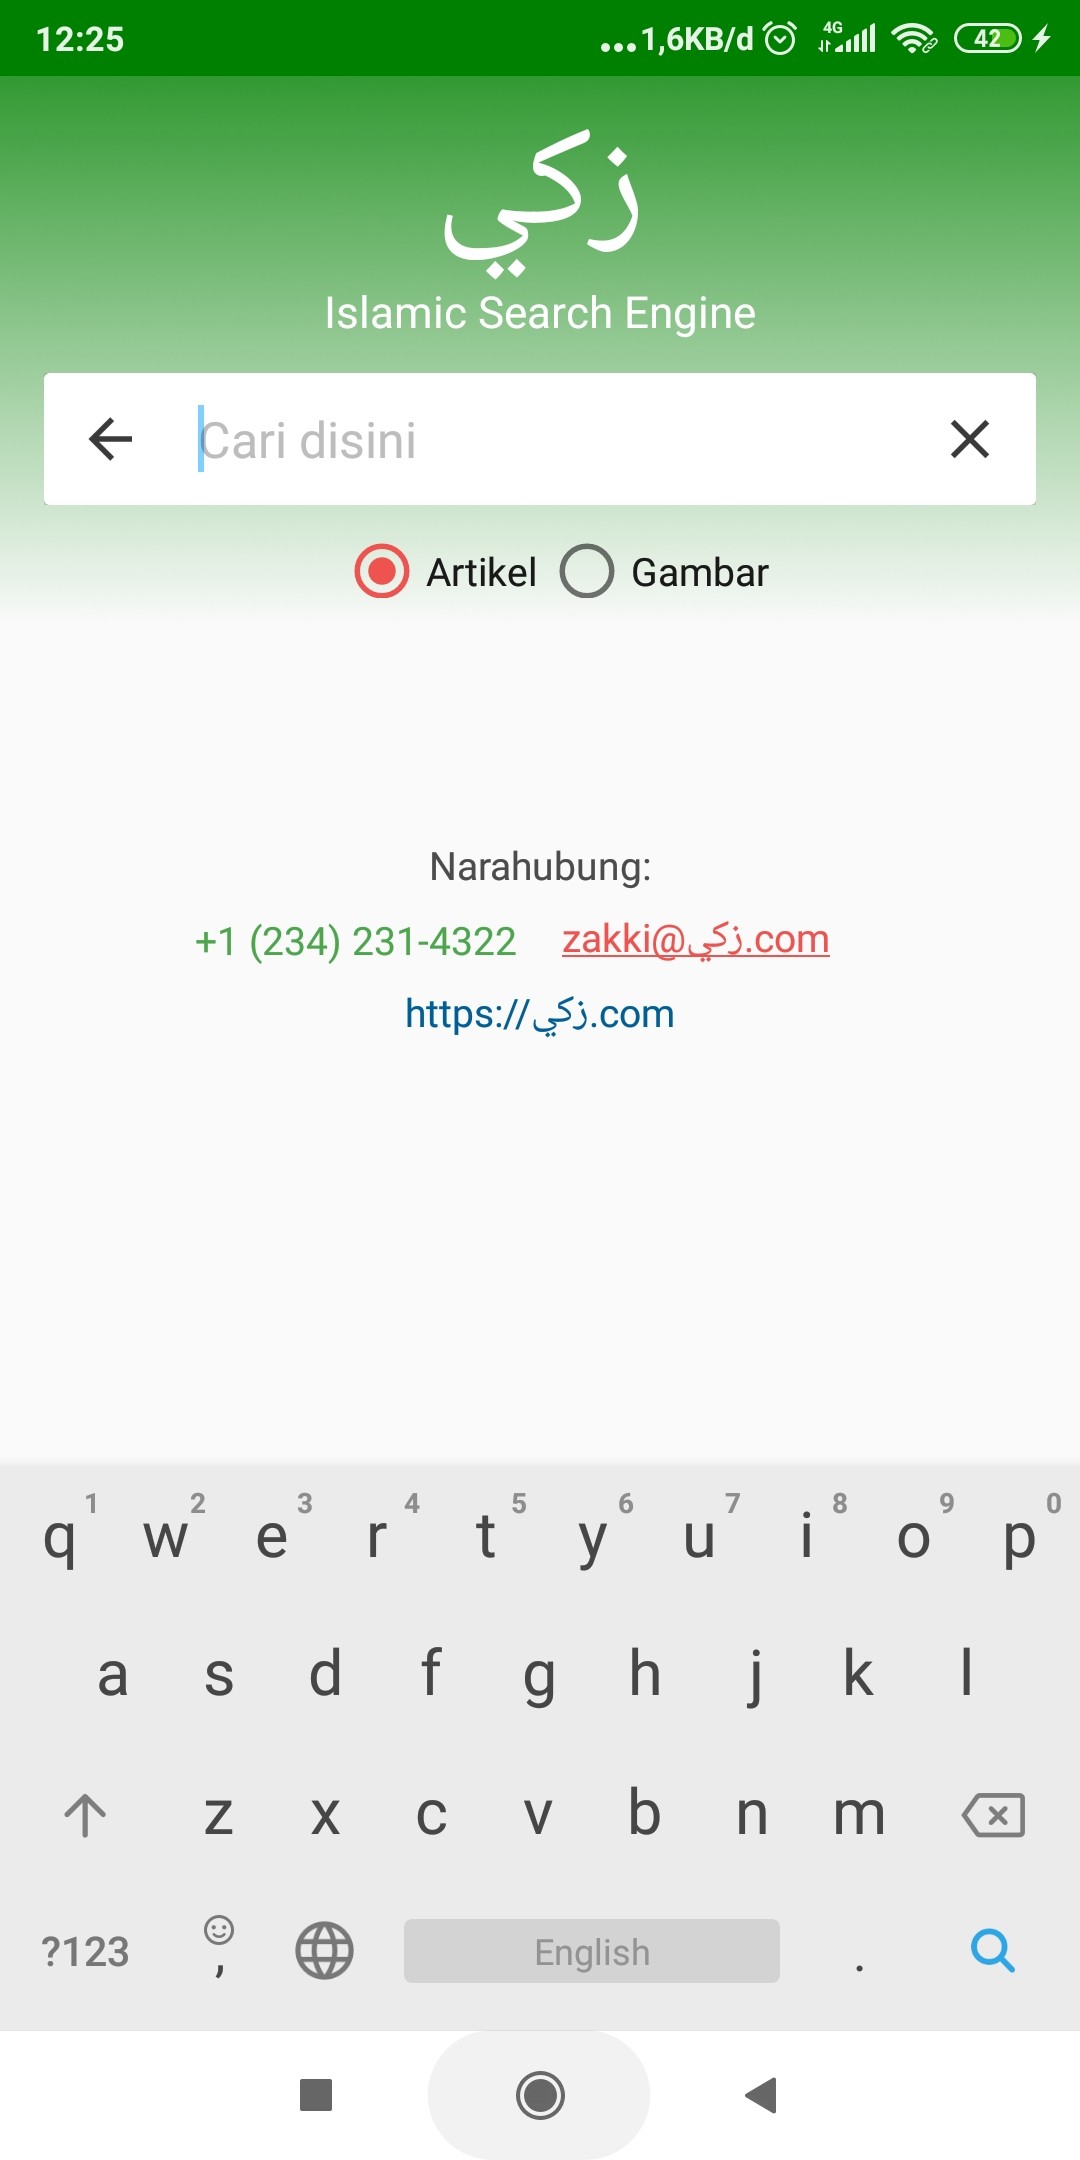 12:25 ...1,6KB/d 4G 42
زكي
Islamic Search Engine
Cari disini
Artikel Gambar
Narahubung:
+1 (234) 231-4322 zakki@زكي.com
https://زكي.com
1 2 3 4 5 6 7 8 9 0
q w e r t y u i o p
a s d f g h j k l
z x c v b n m
?123 , English .